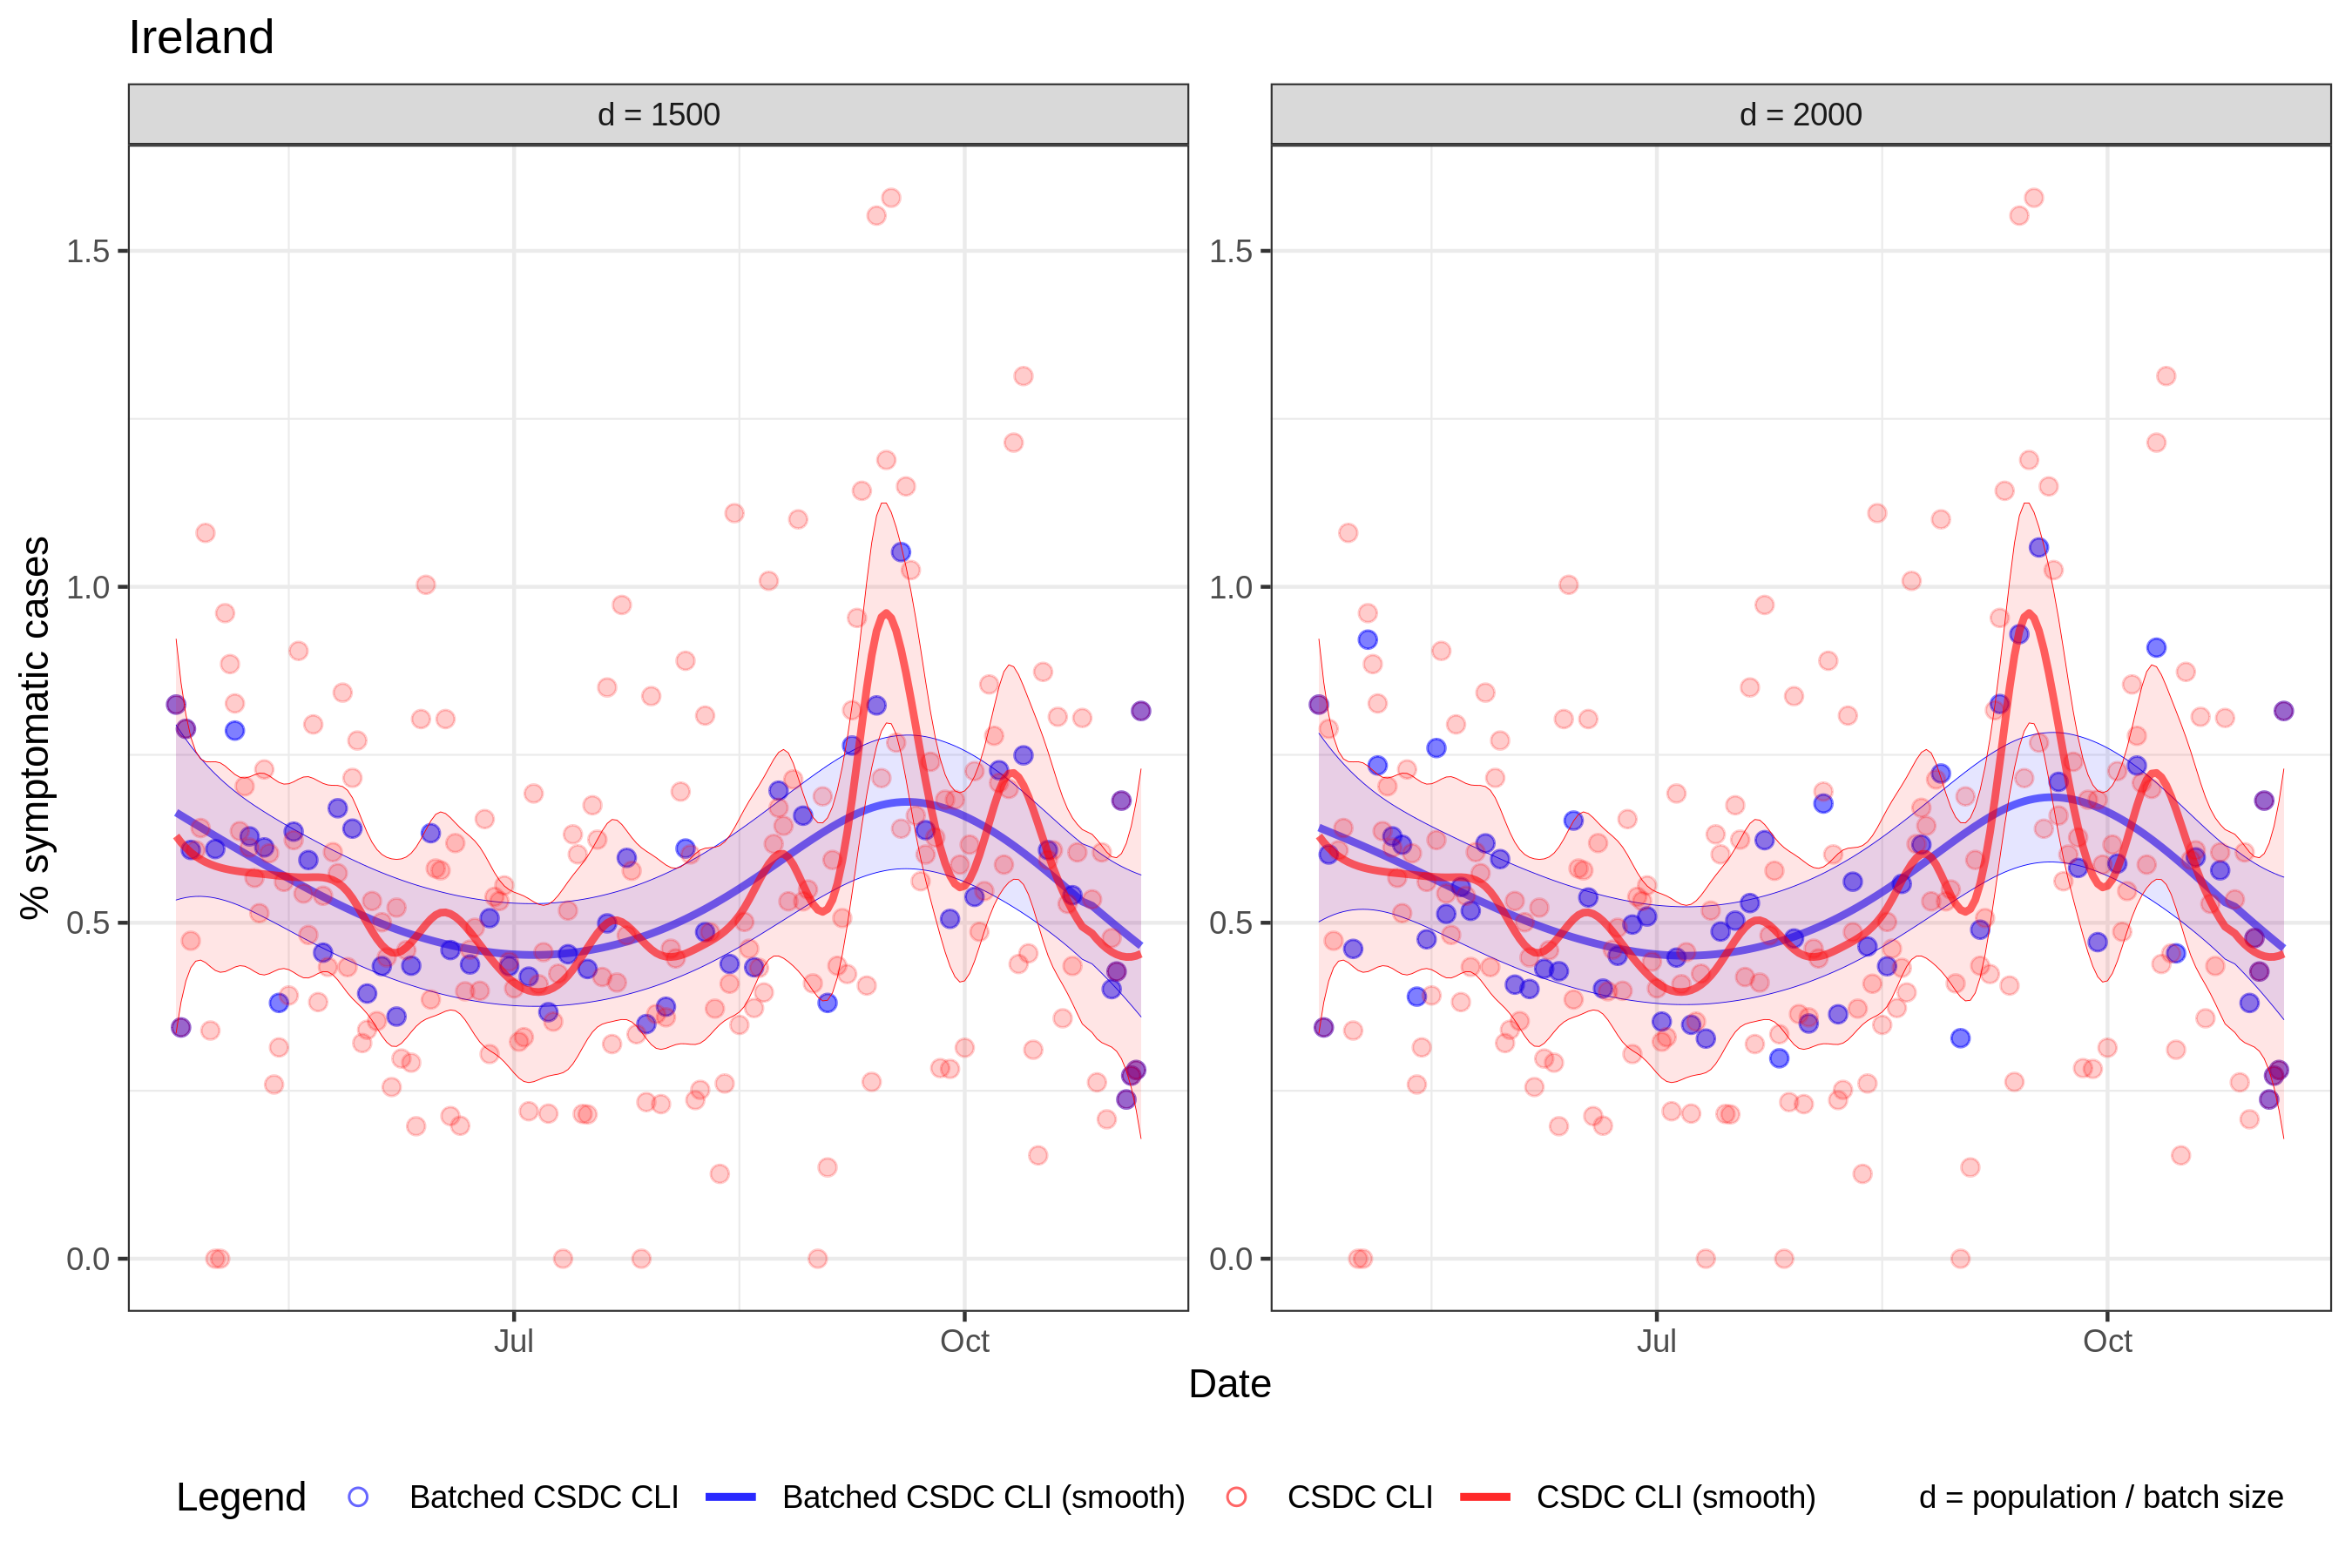 Ireland
d = 1500
d = 2000
% symptomatic cases
1.5
1.0
0.5
0.0
1.5
1.0
0.5
0.0
Jul
Oct
Jul
Oct
Date
Legend Batched CSDC CLI Batched CSDC CLI (smooth) CSDC CLI CSDC CLI (smooth) d = population / batch size